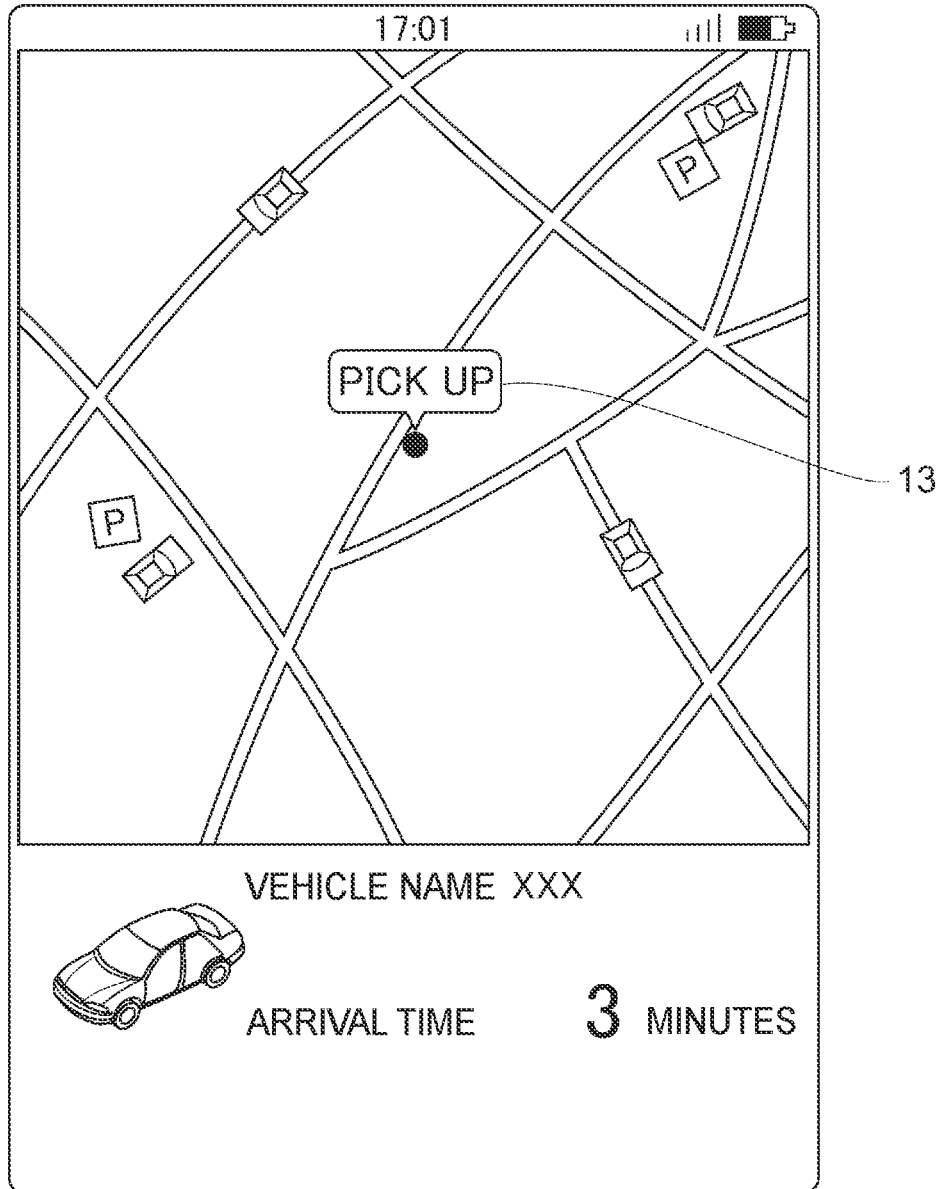 17:01
P
PICK UP
13
P
VEHICLE NAME XXX
ARRIVAL TIME 3 MINUTES